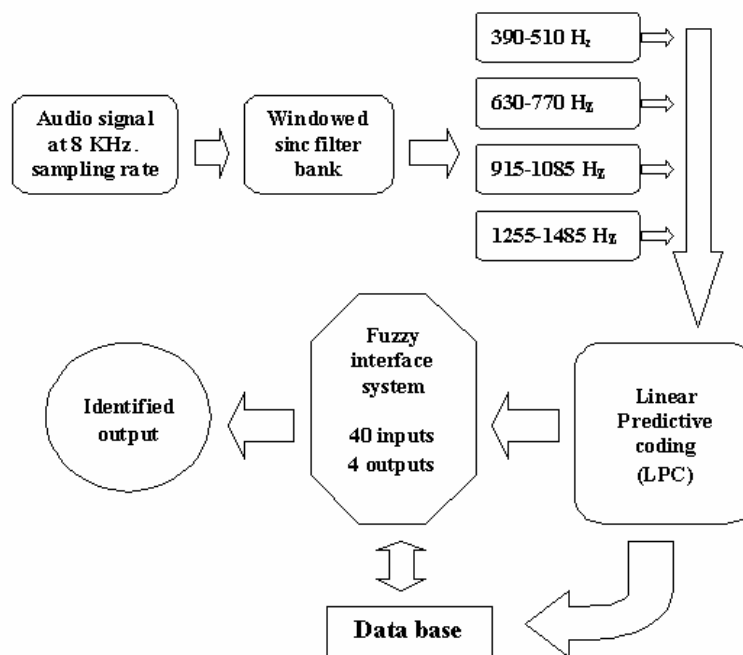 Audio signal
at 8 KHz.
sampling rate
Windowed
sinc filter
bank
390-510 Hz
630-770 HZ
915-1085 HZ
1255-1485 HZ
Linear
Predictive
coding
(LPC)
Fuzzy
interface
system
40 inputs
4 outputs
Identified
output
Data base